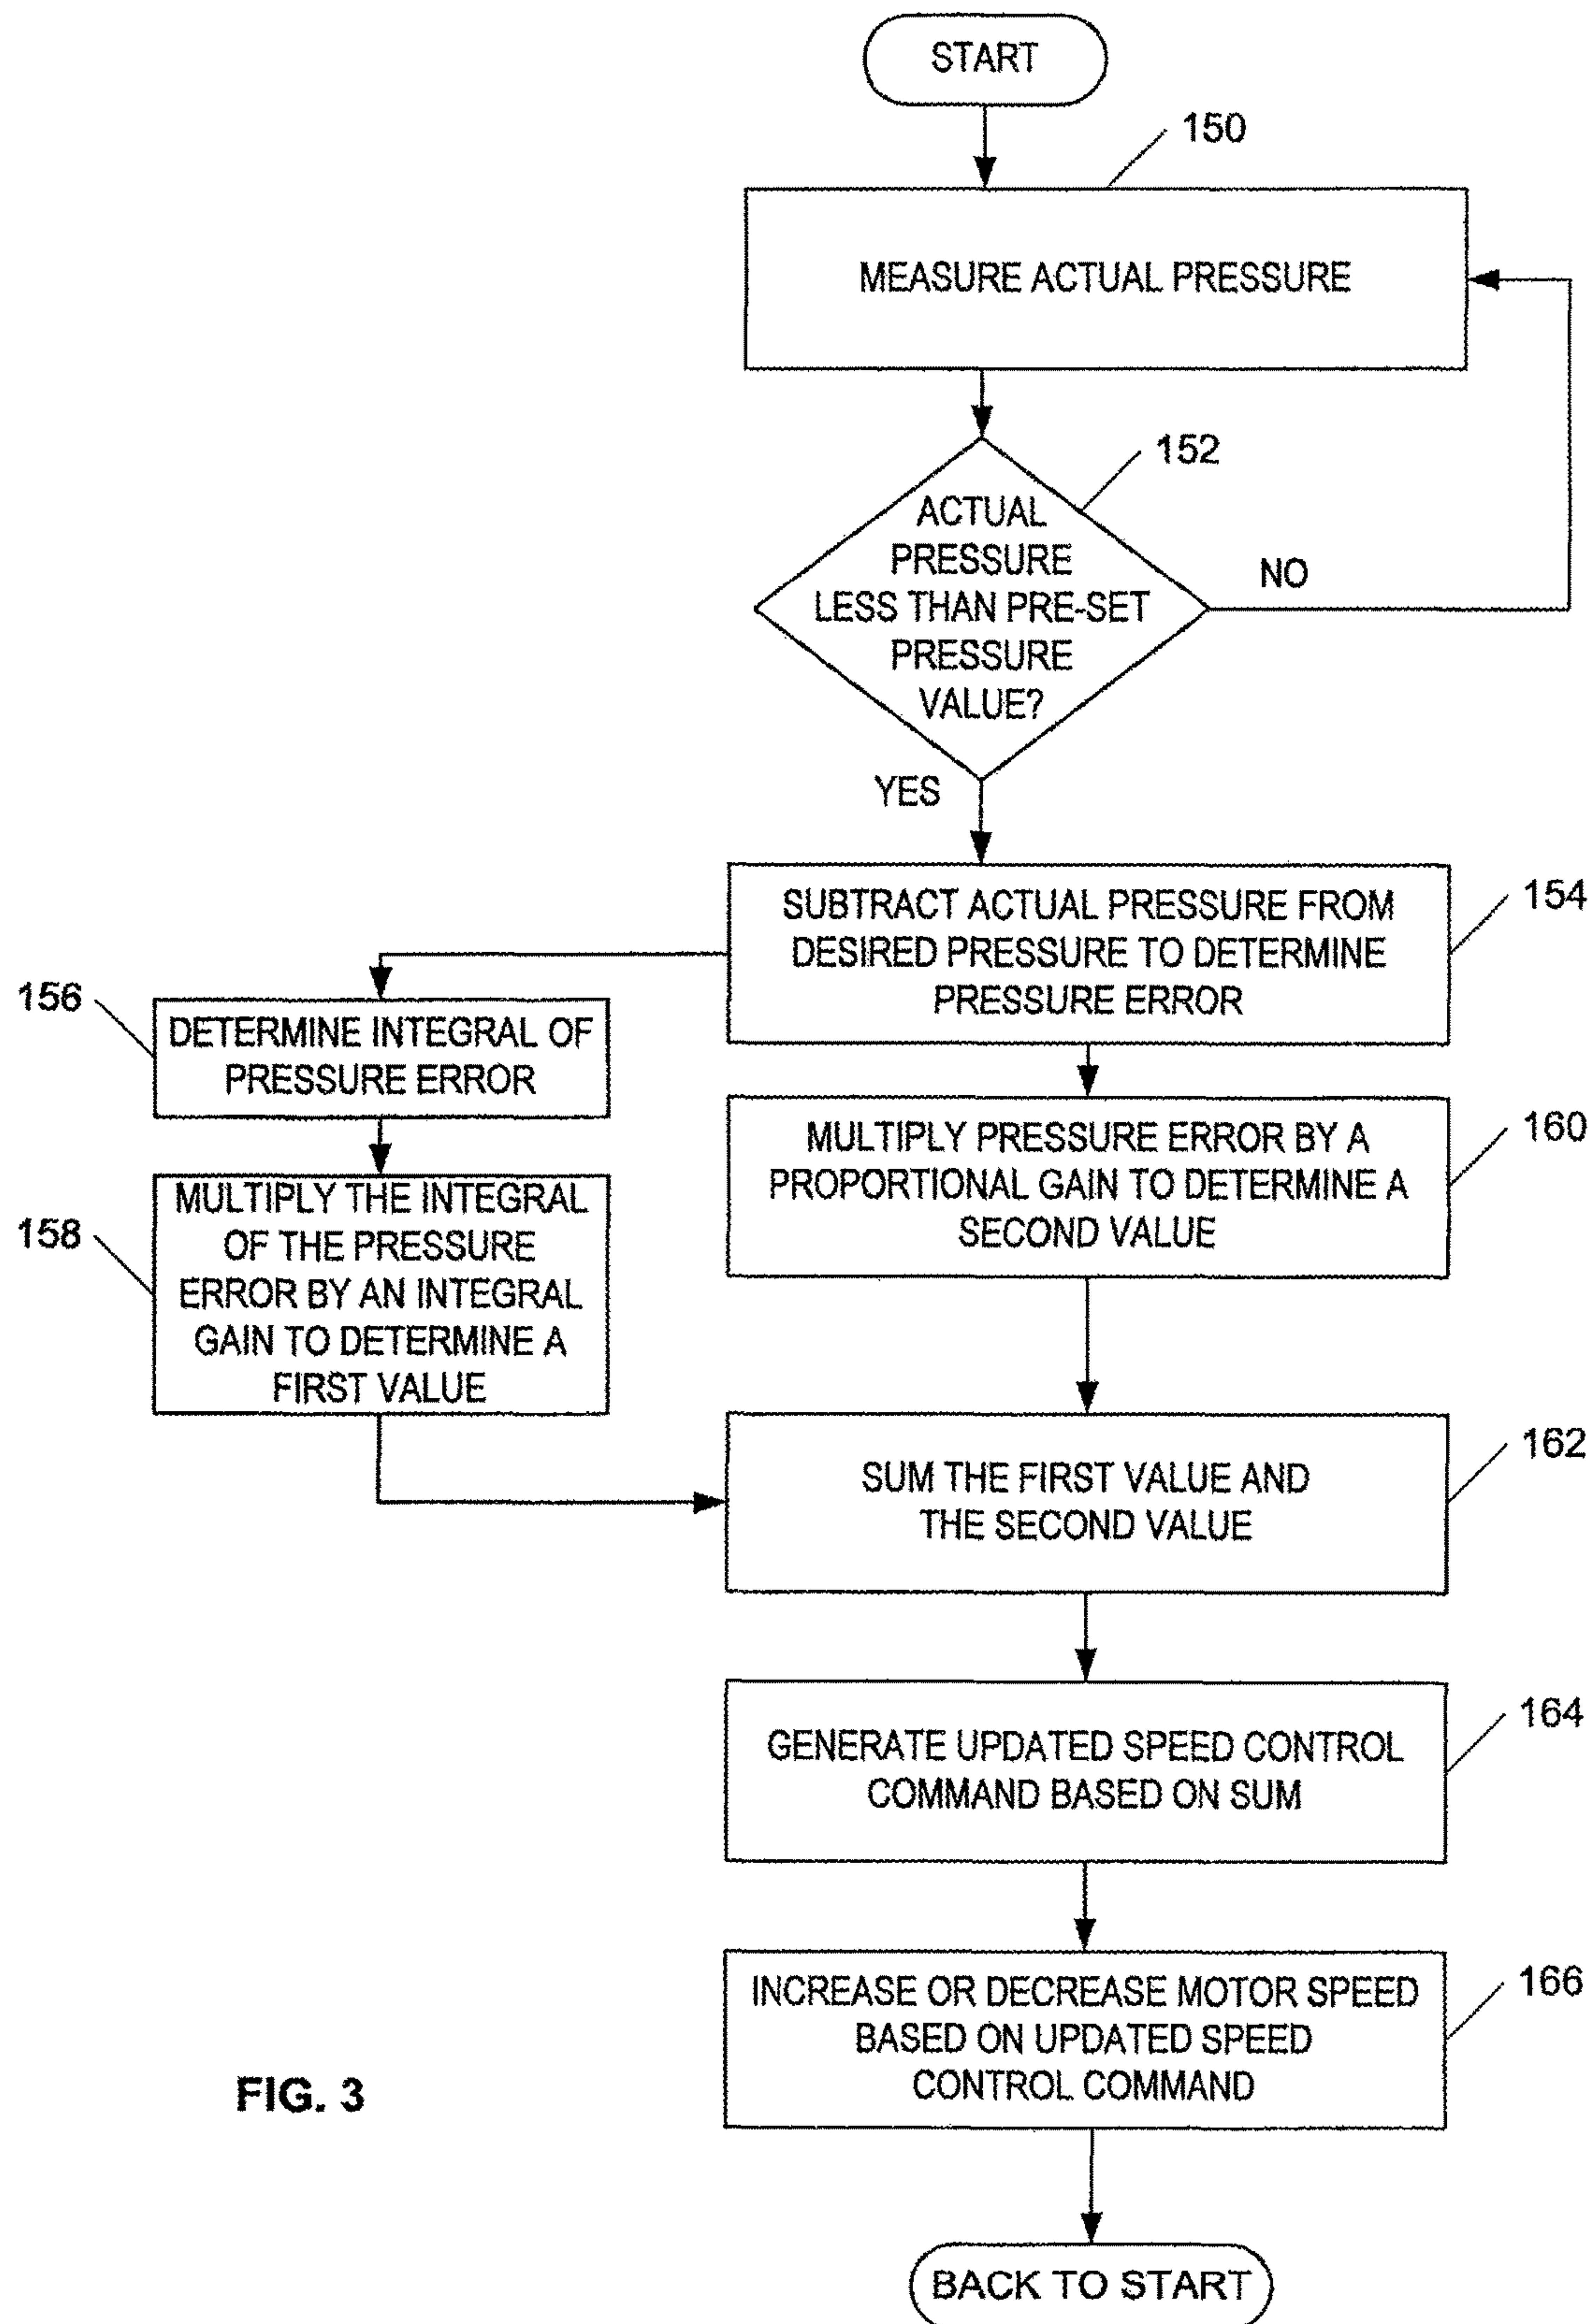 START
150
MEASURE ACTUAL PRESSURE
152
ACTUAL
PRESSURE
LESS THAN PRE-SET
PRESSURE
VALUE?
NO
YES
154
SUBTRACT ACTUAL PRESSURE FROM
DESIRED PRESSURE TO DETERMINE
PRESSURE ERROR
156
DETERMINE INTEGRAL OF
PRESSURE ERROR
160
MULTIPLY PRESSURE ERROR BY A
PROPORTIONAL GAIN TO DETERMINE A
SECOND VALUE
158
MULTIPLY THE INTEGRAL
OF THE PRESSURE
ERROR BY AN INTEGRAL
GAIN TO DETERMINE A
FIRST VALUE
162
SUM THE FIRST VALUE AND
THE SECOND VALUE
164
GENERATE UPDATED SPEED CONTROL
COMMAND BASED ON SUM
166
INCREASE OR DECREASE MOTOR SPEED
BASED ON UPDATED SPEED
CONTROL COMMAND
FIG. 3
BACK TO START